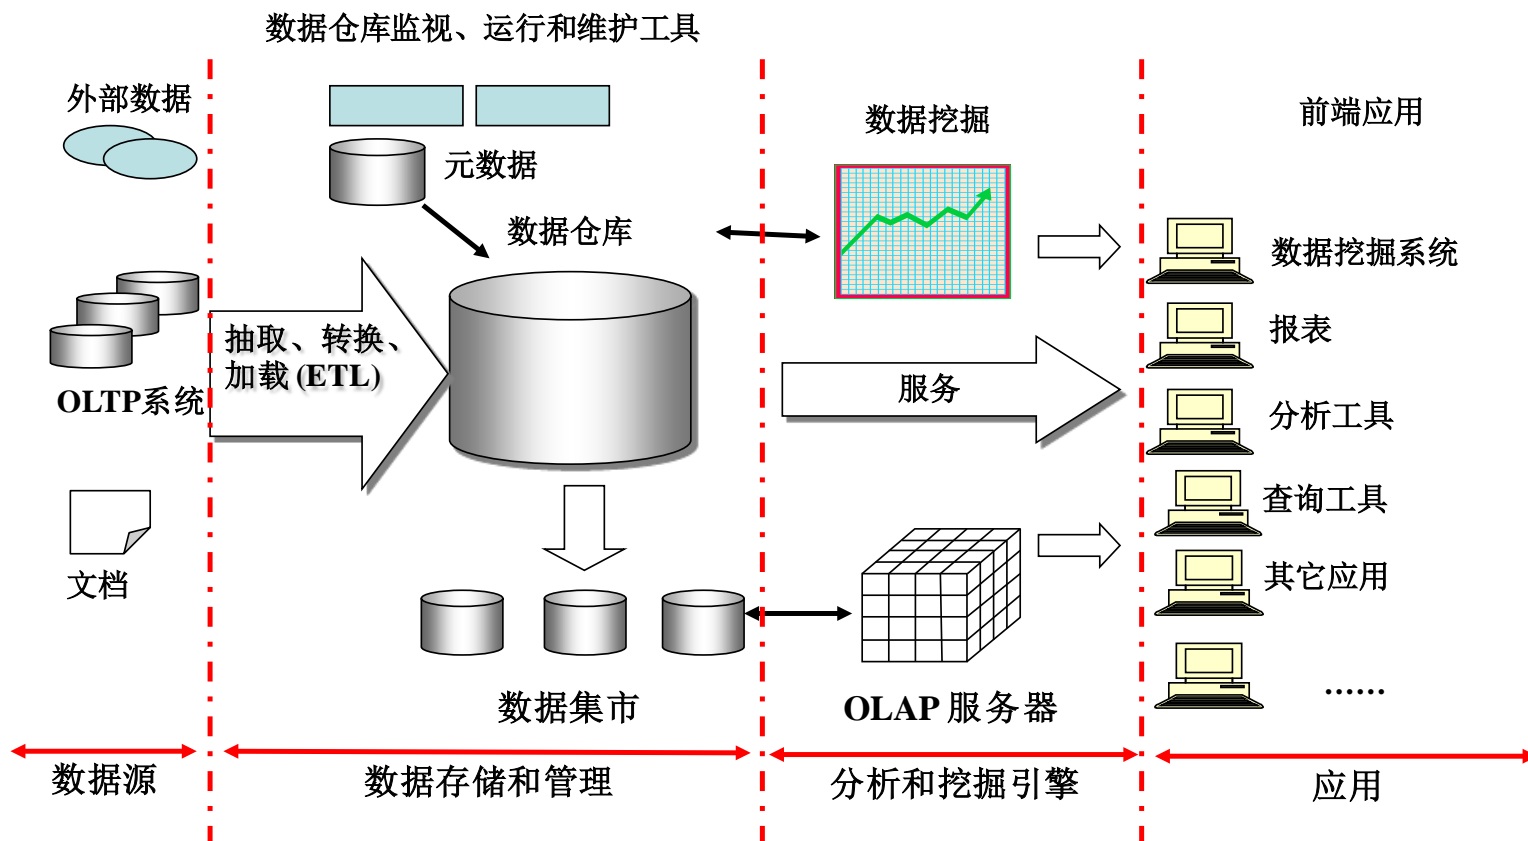 数据仓库监视、运行和维护工具
外部数据
OLTP系统
文档
元数据
数据仓库
抽取、转换、
加载 (ETL)
数据集市
数据挖掘
服务
OLAP 服务器
前端应用
数据挖掘系统
报表
分析工具
查询工具
其它应用
……
数据源
数据存储和管理
分析和挖掘引擎
应用